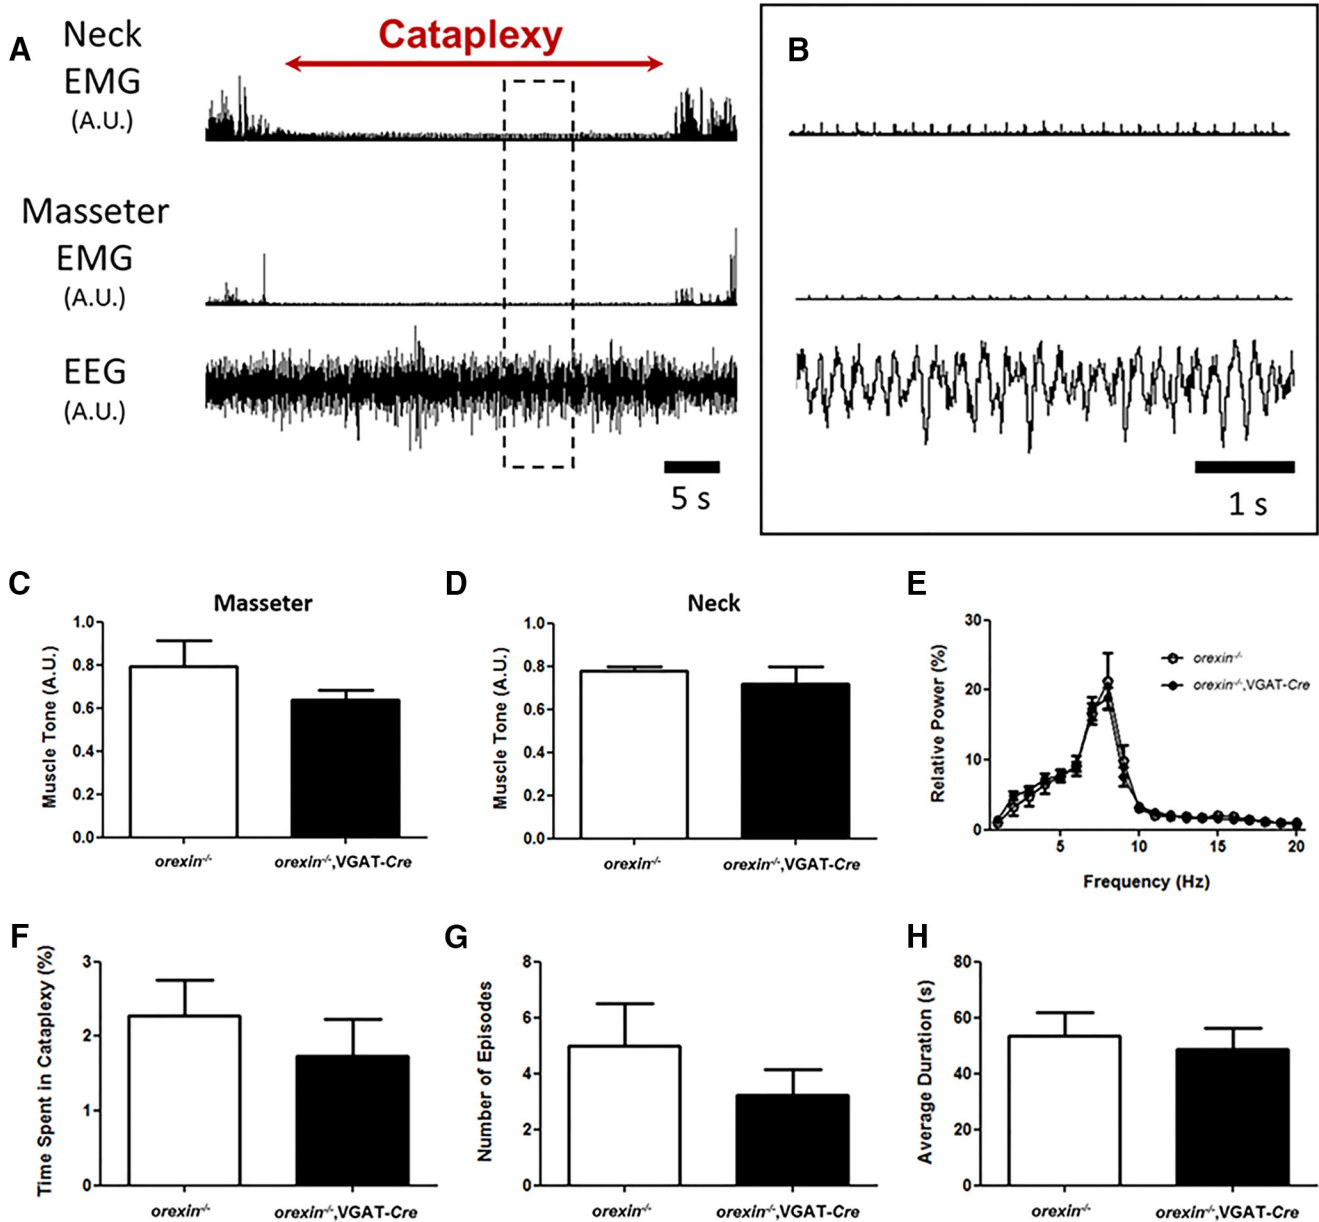 A
Neck
EMG
(A.U.)
Cataplexy
Masseter
EMG
(A.U.)
EEG
(A.U.)
5 s
B
1 s
C
Masseter
Muscle Tone (A.U.)
1.0
0.8
0.6
0.4
0.2
0.0
orexin-/-
orexin-/-,VGAT-Cre
D
Neck
Muscle Tone (A.U.)
1.0
0.8
0.6
0.4
0.2
0.0
orexin-/-
orexin-/-,VGAT-Cre
E
Relative Power (%)
30
20
10
0
orexin-/-
orexin-/-,VGAT-Cre
5 10 15 20
Frequency (Hz)
F
Time Spent in Cataplexy (%)
3
2
1
0
orexin-/-
orexin-/-,VGAT-Cre
G
Number of Episodes
8
6
4
2
0
orexin-/-
orexin-/-,VGAT-Cre
H
Average Duration (s)
80
60
40
20
0
orexin-/-
orexin-/-,VGAT-Cre